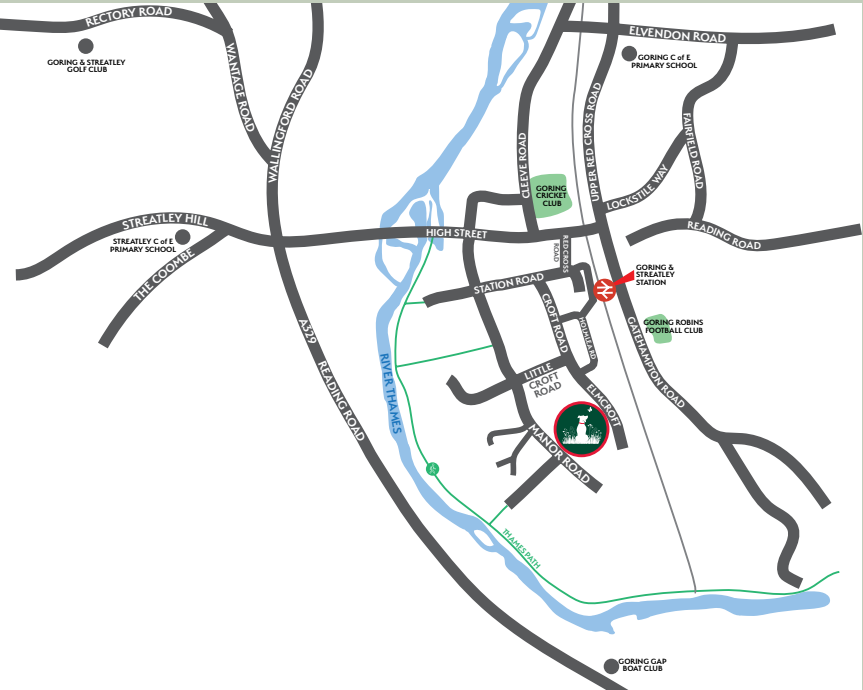 RECTORY ROAD
GORING & STREATLEY
GOLF CLUB
WANTAGE ROAD
WALLINGFORD ROAD
ELVENDON ROAD
GORING C of E
PRIMARY SCHOOL
CLEEVE ROAD
UPPER RED CROSS ROAD
FAIRFIELD ROAD
LOCKSTILE WAY
GORING
CRICKET
CLUB
STREATLEY HILL
STREATLEY C of E
PRIMARY SCHOOL
THE COOMBE
HIGH STREET
RED CROSS
ROAD
READING ROAD
GORING &
STREATLEY
STATION
STATION ROAD
CROFT ROAD
HOLMLEA RD
GORING ROBINS
FOOTBALL CLUB
GATEHAMPTON ROAD
A329
READING ROAD
RIVER THAMES
LITTLE
CROFT
ROAD
ELMCROFT
MANOR ROAD
THAMES PATH
GORING GAP
BOAT CLUB